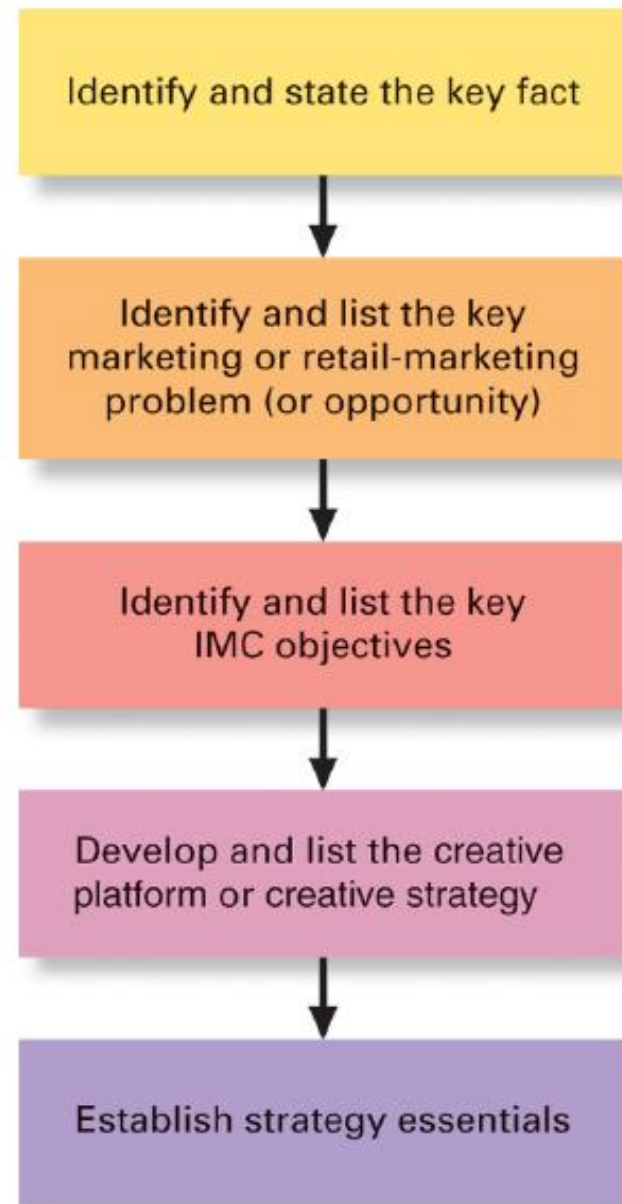 Identify and state the key fact
Identify and list the key
marketing or retail-marketing
problem (or opportunity)
Identify and list the key
IMC objectives
Develop and list the creative
platform or creative strategy
Establish strategy essentials